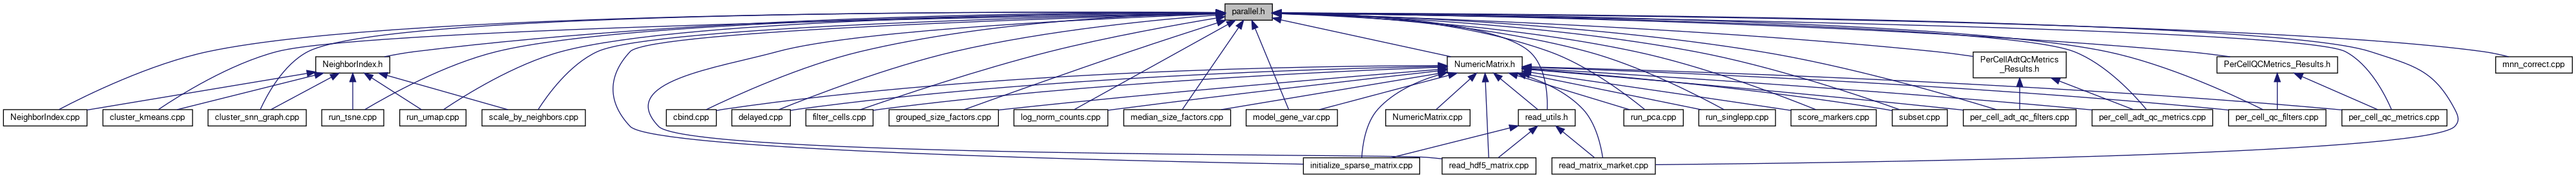 parallel.h
NeighborIndex.h
NumericMatrix.h
PerCellAdtQcMetrics
_Results.h
PerCellQCMetrics_Results.h
mnn_correct.cpp
NeighborIndex.cpp
cluster_kmeans.cpp
cluster_snn_graph.cpp
run_tsne.cpp
run_umap.cpp
scale_by_neighbors.cpp
cbind.cpp
delayed.cpp
filter_cells.cpp
grouped_size_factors.cpp
log_norm_counts.cpp
median_size_factors.cpp
model_gene_var.cpp
NumericMatrix.cpp
read_utils.h
run_pca.cpp
run_singlepp.cpp
score_markers.cpp
subset.cpp
per_cell_adt_qc_filters.cpp
per_cell_adt_qc_metrics.cpp
per_cell_qc_filters.cpp
per_cell_qc_metrics.cpp
initialize_sparse_matrix.cpp
read_hdf5_matrix.cpp
read_matrix_market.cpp